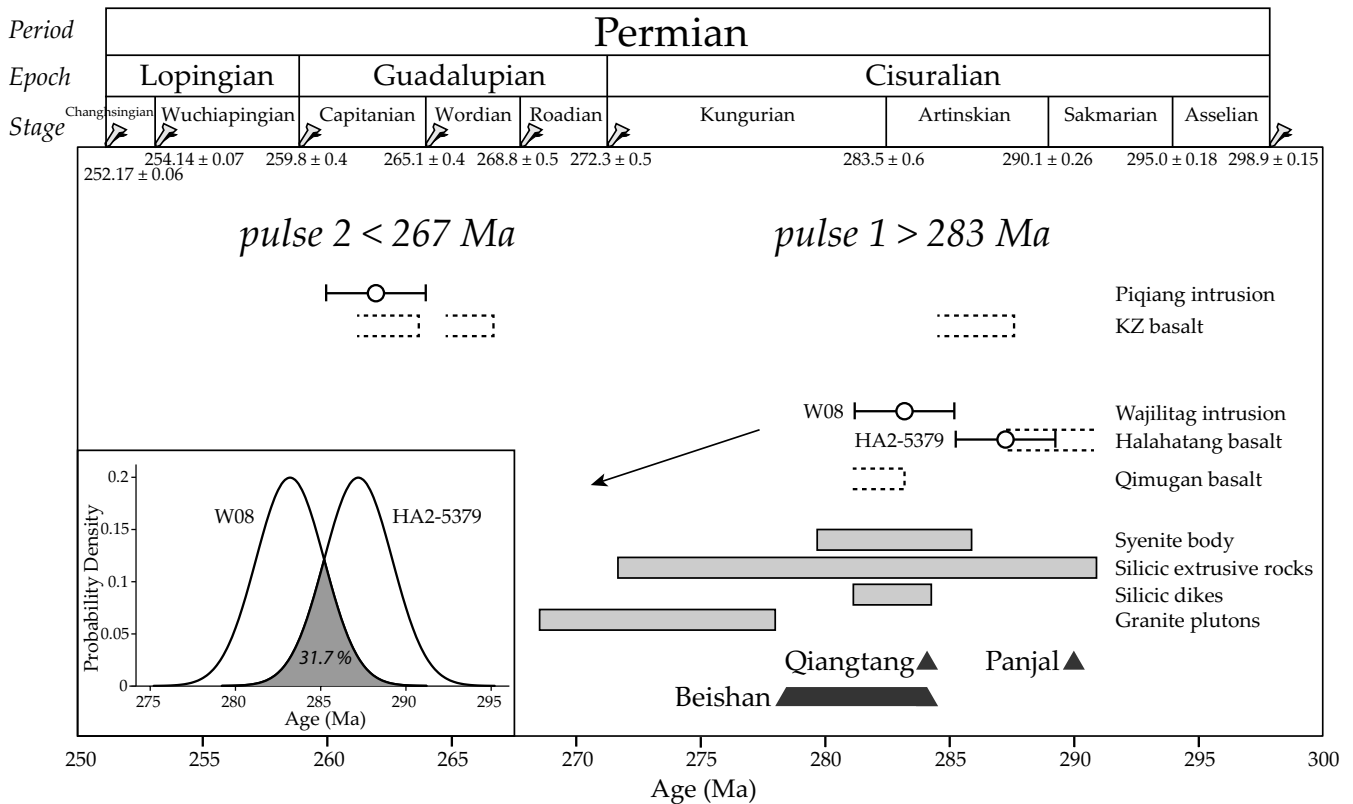 Period
Permian
Epoch
Lopingian Guadalupian Cisuralian
Stage
Changhsingian Wuchiapingian Capitanian Wordian Roadian Kungurian Artinskian Sakmarian Asselian
254.14 ± 0.07 259.8 ± 0.4 265.1 ± 0.4 268.8 ± 0.5 272.3 ± 0.5 283.5 ± 0.6 290.1 ± 0.26 295.0 ± 0.18 298.9 ± 0.15
252.17 ± 0.06
pulse 2 < 267 Ma
pulse 1 > 283 Ma
Piqiang intrusion
KZ basalt
W08
Wajilitag intrusion
HA2-5379
Halahatang basalt
Qimugan basalt
Syenite body
Silicic extrusive rocks
Silicic dikes
Granite plutons
Qiangtang
Panjal
Beishan
Probability Density
0.2
0.15
0.1
0.05
0
W08
HA2-5379
31.7 %
275 280 285 290 295
Age (Ma)
250 255 260 265 270 275 280 285 290 295 300
Age (Ma)